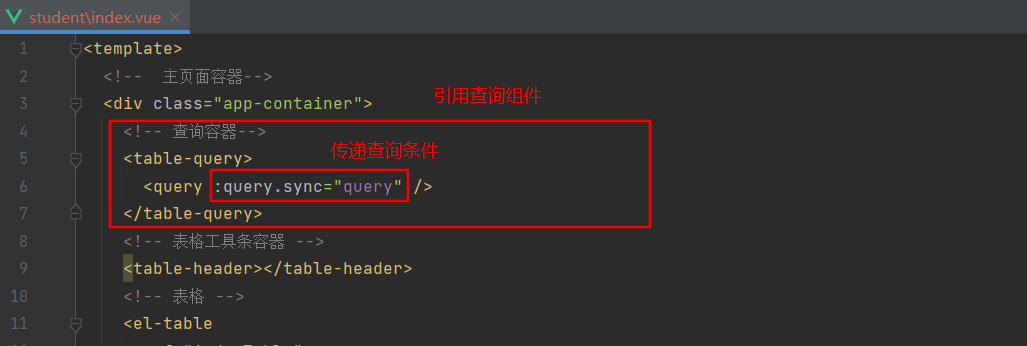 student\index.vue
1 <template>
2 <!--  主页面容器-->
引用查询组件
3 <div class="app-container">
4 <!-- 查询容器-->
传递查询条件
5 <table-query>
6 <query :query.sync="query" />
7 </table-query>
8 <!-- 表格工具条容器 -->
9 <table-header></table-header>
10 <!-- 表格 -->
11 <el-table